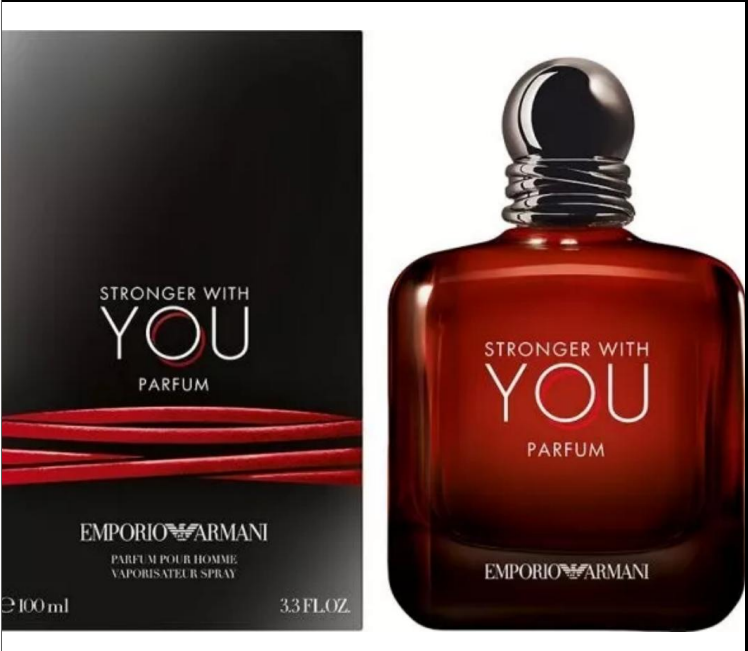 STRONGER WITH
YOU
PARFUM
EMPORIO ARMANI
PARFUM POUR HOMME
VAPORISATEUR SPRAY
℮ 100 ml
3.3 FL.OZ.
STRONGER WITH
YOU
PARFUM
EMPORIO ARMANI